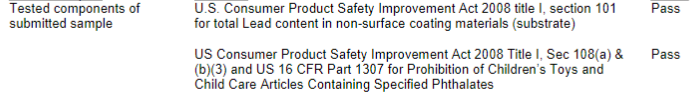 Tested components of submitted sample
U.S. Consumer Product Safety Improvement Act 2008 title I, section 101 for total Lead content in non-surface coating materials (substrate)
Pass
US Consumer Product Safety Improvement Act 2008 Title I, Sec 108(a) & (b)(3) and US 16 CFR Part 1307 for Prohibition of Children's Toys and Child Care Articles Containing Specified Phthalates
Pass